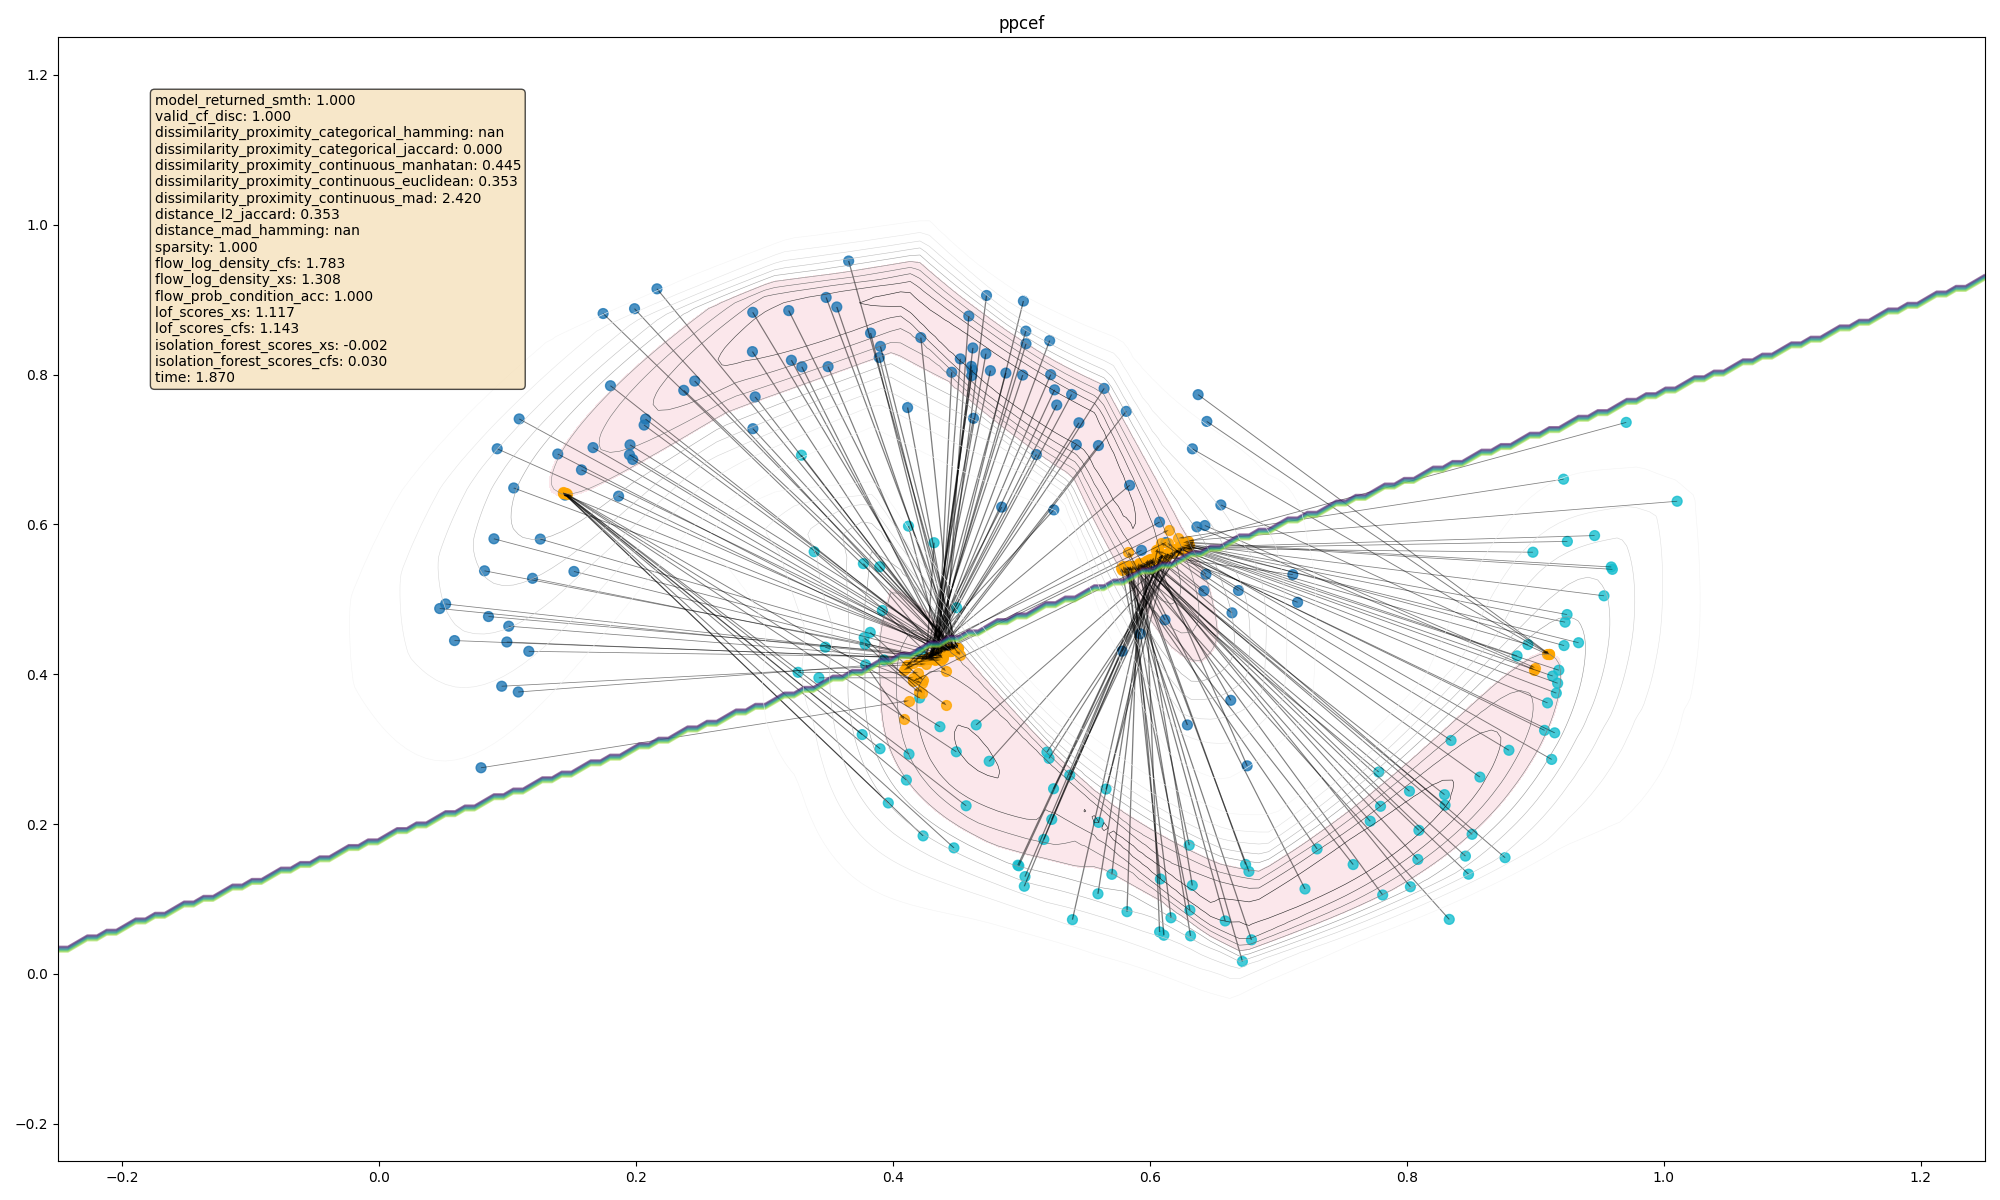 ppcef
1.2
1.0
0.8
0.6
0.4
0.2
0.0
−0.2
model_returned_smth: 1.000
valid_cf_disc: 1.000
dissimilarity_proximity_categorical_hamming: nan
dissimilarity_proximity_categorical_jaccard: 0.000
dissimilarity_proximity_continuous_manhatan: 0.445
dissimilarity_proximity_continuous_euclidean: 0.353
dissimilarity_proximity_continuous_mad: 2.420
distance_l2_jaccard: 0.353
distance_mad_hamming: nan
sparsity: 1.000
flow_log_density_cfs: 1.783
flow_log_density_xs: 1.308
flow_prob_condition_acc: 1.000
lof_scores_xs: 1.117
lof_scores_cfs: 1.143
isolation_forest_scores_xs: -0.002
isolation_forest_scores_cfs: 0.030
time: 1.870
−0.2 0.0 0.2 0.4 0.6 0.8 1.0 1.2